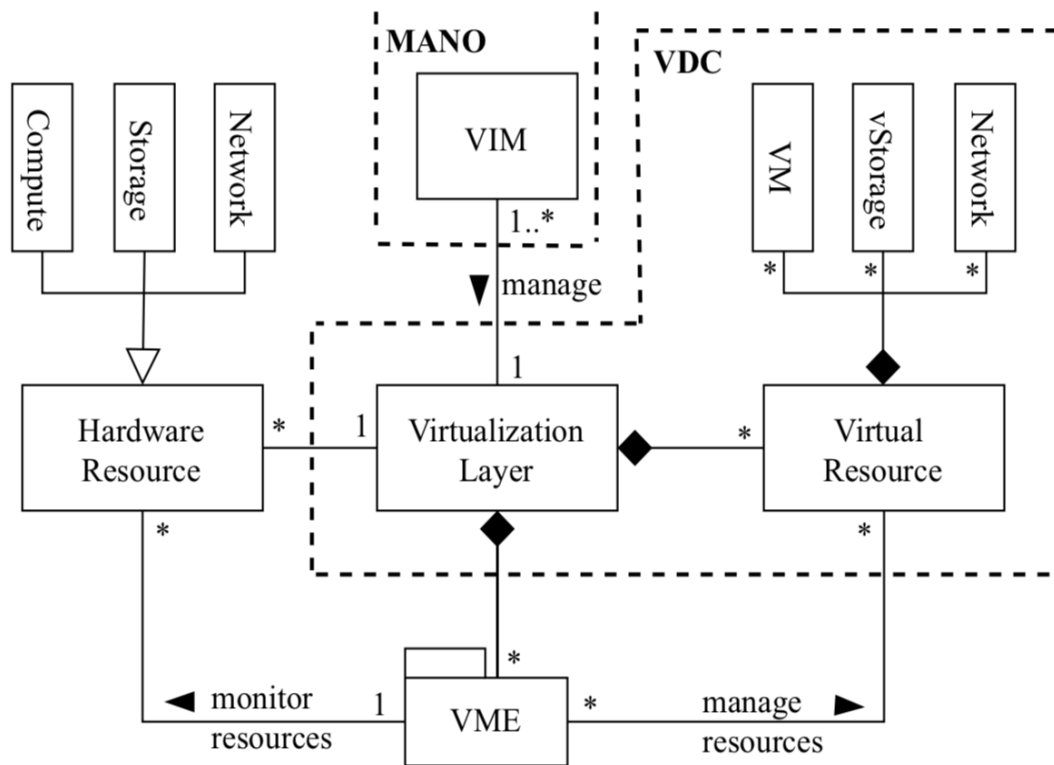 MANO
VDC
Compute
Storage
Network
VIM
VM
vStorage
Network
1..*
*
*
*
manage
1
Hardware
Resource
*
1
Virtualization
Layer
*
Virtual
Resource
*
*
*
monitor
resources
1
VME
*
manage
resources